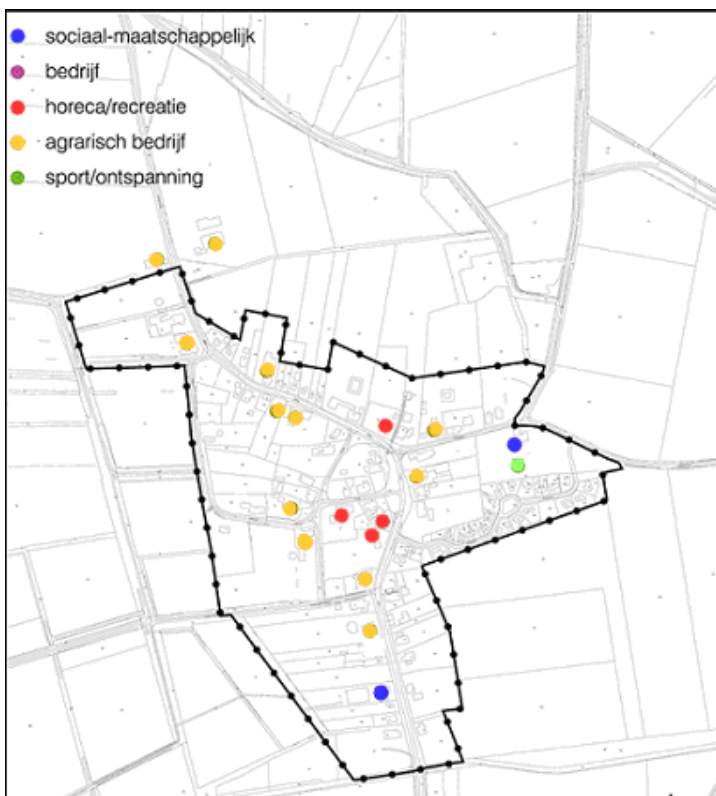 sociaal-maatschappelijk
bedrijf
horeca/recreatie
agrarisch bedrijf
sport/ontspanning